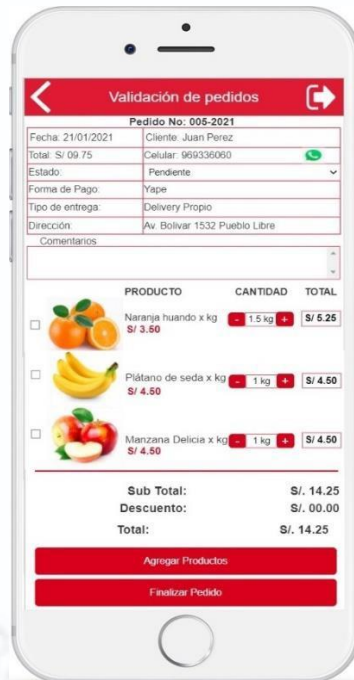 Validación de pedidos
Pedido No: 005-2021
Fecha: 21/01/2021 Cliente: Juan Perez
Total: S/ 09.75 Celular: 969336060
Estado: Pendiente
Forma de Pago: Yape
Tipo de entrega: Delivery Propio
Dirección: Av. Bolivar 1532 Pueblo Libre
Comentarios
PRODUCTO CANTIDAD TOTAL
Naranja huando x kg - 1.5 kg + S/ 5.25
S/ 3.50
Plátano de seda x kg - 1 kg + S/ 4.50
S/ 4.50
Manzana Delicia x kg - 1 kg + S/ 4.50
S/ 4.50
Sub Total: S/. 14.25
Descuento: S/. 00.00
Total: S/. 14.25
Agregar Productos
Finalizar Pedido